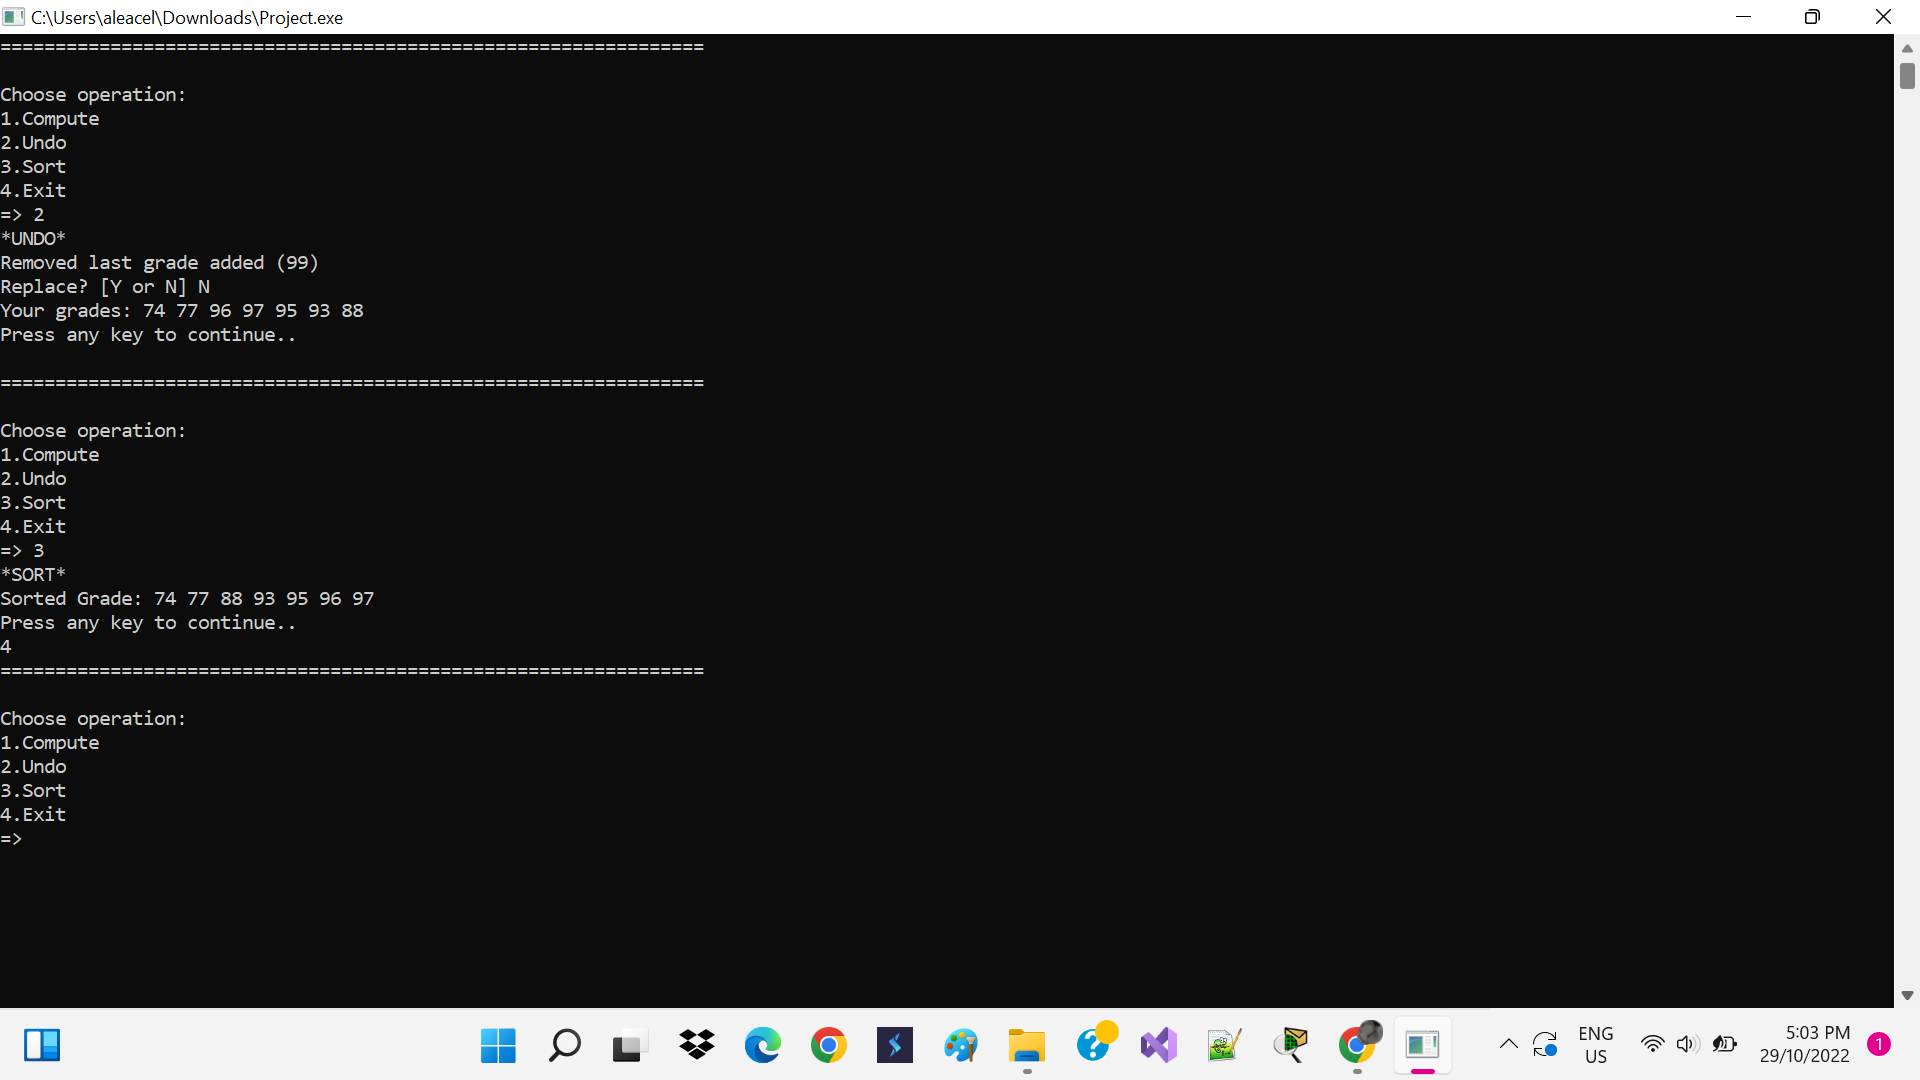 C:\Users\aleacel\Downloads\Project.exe
================================================================
Choose operation:
1.Compute
2.Undo
3.Sort
4.Exit
=> 2
*UNDO*
Removed last grade added (99)
Replace? [Y or N] N
Your grades: 74 77 96 97 95 93 88
Press any key to continue..
================================================================
Choose operation:
1.Compute
2.Undo
3.Sort
4.Exit
=> 3
*SORT*
Sorted Grade: 74 77 88 93 95 96 97
Press any key to continue..
4
================================================================
Choose operation:
1.Compute
2.Undo
3.Sort
4.Exit
=>
ENG
US
5:03 PM
29/10/2022
1